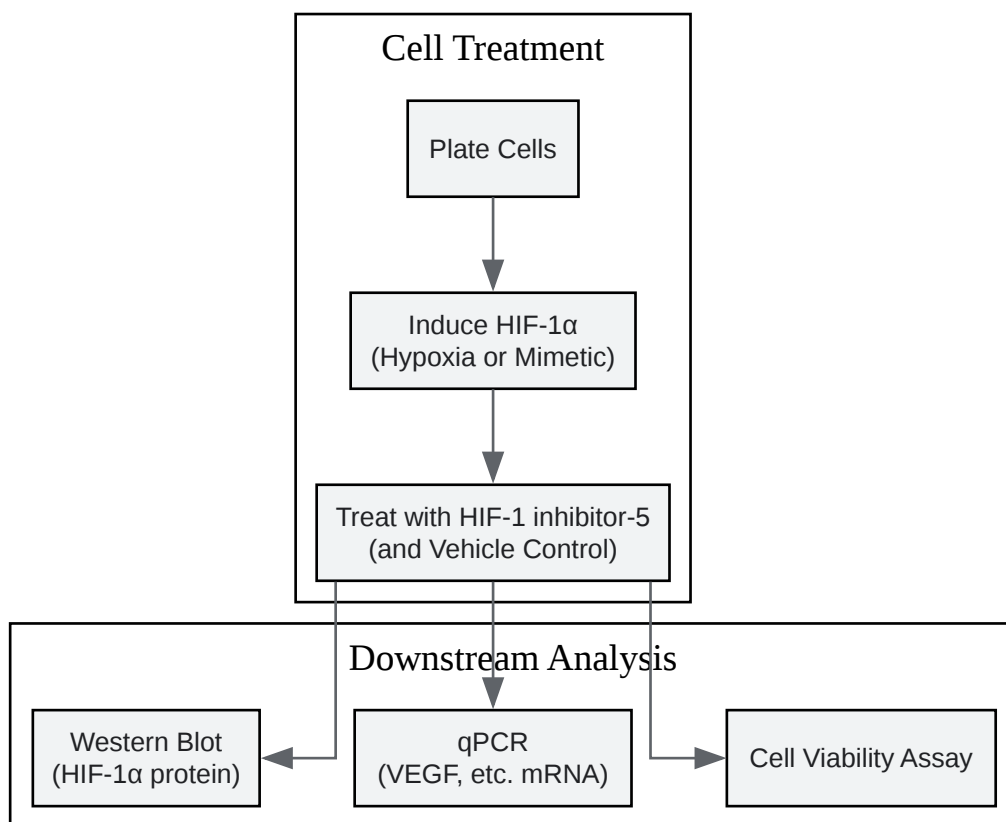 Cell Treatment
Plate Cells
Induce HIF-1α
(Hypoxia or Mimetic)
Treat with HIF-1 inhibitor-5
(and Vehicle Control)
Downstream Analysis
Western Blot
(HIF-1α protein)
qPCR
(VEGF, etc. mRNA)
Cell Viability Assay